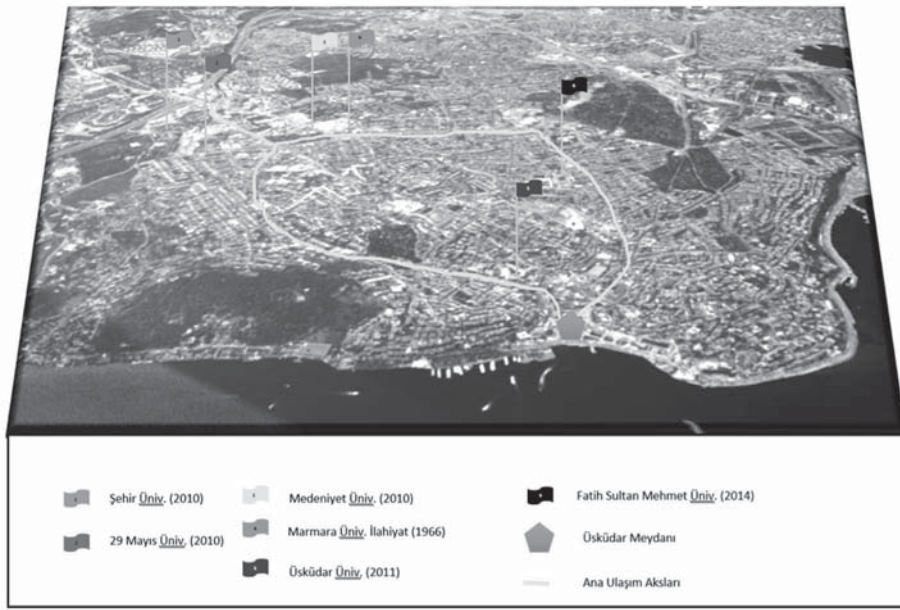 Şehir Üniv. (2010)
29 Mayıs Üniv. (2010)
Medeniyet Üniv. (2010)
Marmara Üniv. İlahiyat (1966)
Üsküdar Üniv. (2011)
Fatih Sultan Mehmet Üniv. (2014)
Üsküdar Meydanı
Ana Ulaşım Aksları